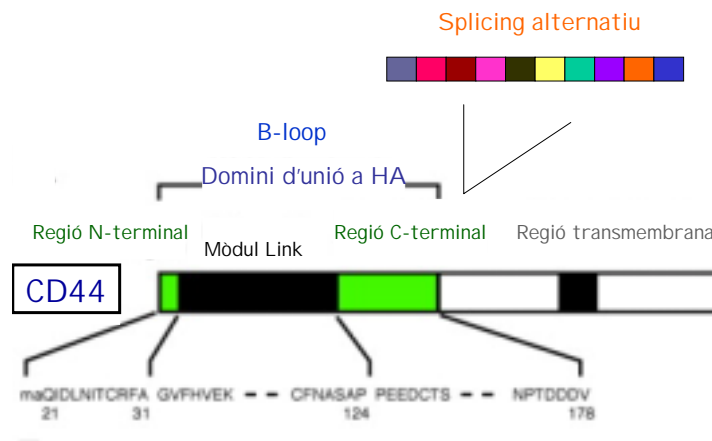 Splicing alternatiu
B-loop
Domini d'unió a HA
Regió N-terminal
Mòdul Link
Regió C-terminal
Regió transmembrana
CD44
maQIDLNITCRFA GVFHVEK - - CFNASAP PEEDCTS - - NPTDDDV
21 31 124 178